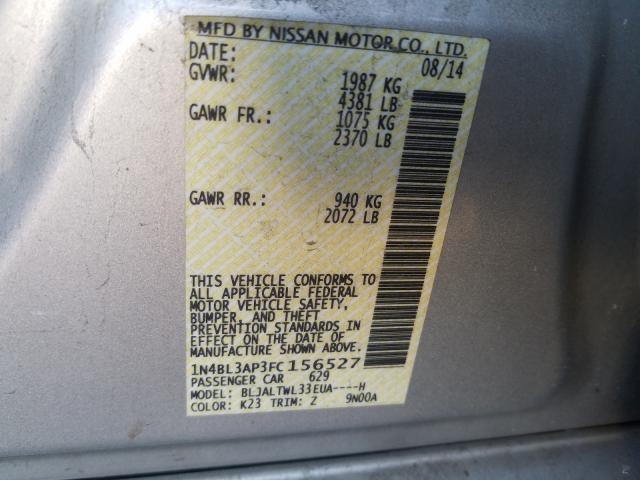 MFD BY NISSAN MOTOR CO., LTD.
DATE: 08/14
GVWR: 1987 KG
4381 LB
GAWR FR.: 1075 KG
2370 LB
GAWR RR.: 940 KG
2072 LB
THIS VEHICLE CONFORMS TO
ALL APPLICABLE FEDERAL
MOTOR VEHICLE SAFETY,
BUMPER, AND THEFT
PREVENTION STANDARDS IN
EFFECT ON THE DATE OF
MANUFACTURE SHOWN ABOVE.
1N4BL3AP3FC156527
PASSENGER CAR 629
MODEL: BLJALTWL33EUA----H
COLOR: K23 TRIM: Z 9N00A